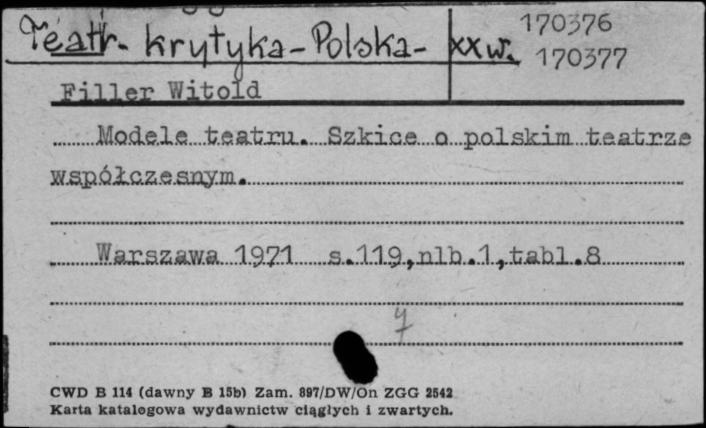 Teatr - krytyka - Polska - XX w.
170376
170377
Filler Witold
Modele teatru. Szkice o polskim teatrze
współczesnym.
Warszawa 1971 s.119,nlb.1,tabl.8
CWD B 114 (dawny B 15b) Zam. 897/DW/On ZGG 2542
Karta katalogowa wydawnictw ciągłych i zwartych.